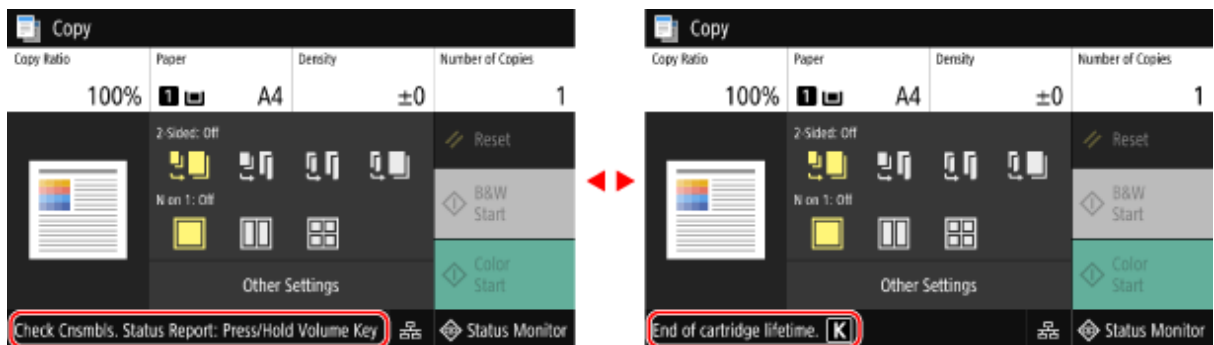 Copy
Copy Ratio
Paper
Density
Number of Copies
100%
1
A4
±0
1
2-Sided: Off
Reset
N on 1: Off
B&W
Start
Color
Start
Other Settings
Check Cnsmbls. Status Report: Press/Hold Volume Key
Status Monitor
Copy
Copy Ratio
Paper
Density
Number of Copies
100%
1
A4
±0
1
2-Sided: Off
Reset
N on 1: Off
B&W
Start
Color
Start
Other Settings
End of cartridge lifetime. K
Status Monitor